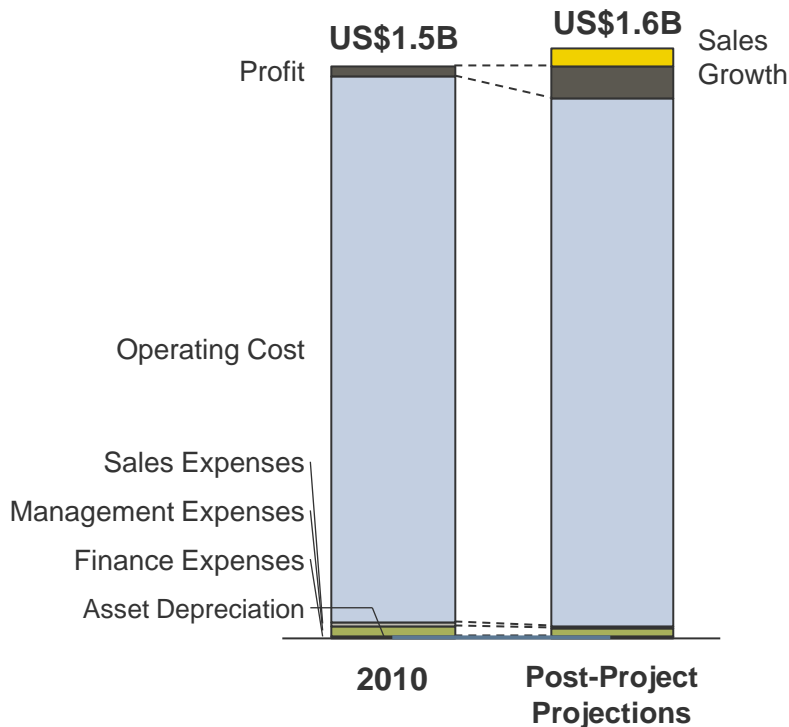 US$1.5B
US$1.6B
Profit
Sales
Growth
Operating Cost
Sales Expenses
Management Expenses
Finance Expenses
Asset Depreciation
2010
Post-Project
Projections